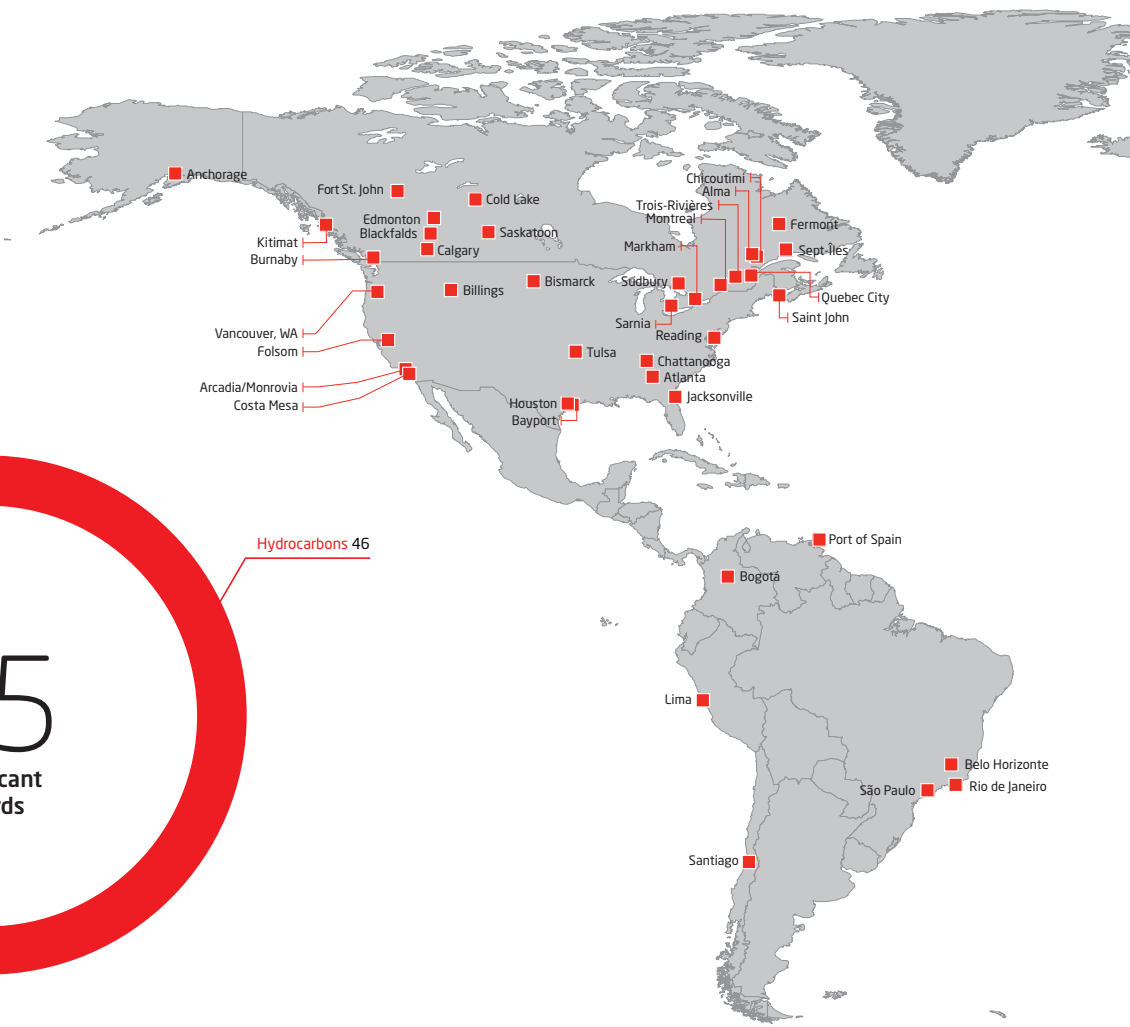 Anchorage
Fort St. John
Cold Lake
Edmonton
Blackfalds
Saskatoon
Calgary
Kitimat
Burnaby
Chicoutimi
Alma
Trois-Rivières
Montreal
Markham
Fermont
Sept-Îles
Sudbury
Quebec City
Saint John
Sarnia
Reading
Billings
Bismarck
Vancouver, WA
Folsom
Tulsa
Chattanooga
Atlanta
Jacksonville
Arcadia/Monrovia
Costa Mesa
Houston
Bayport
Hydrocarbons 46
5
cant
rds
Port of Spain
Bogotá
Lima
Belo Horizonte
Rio de Janeiro
São Paulo
Santiago